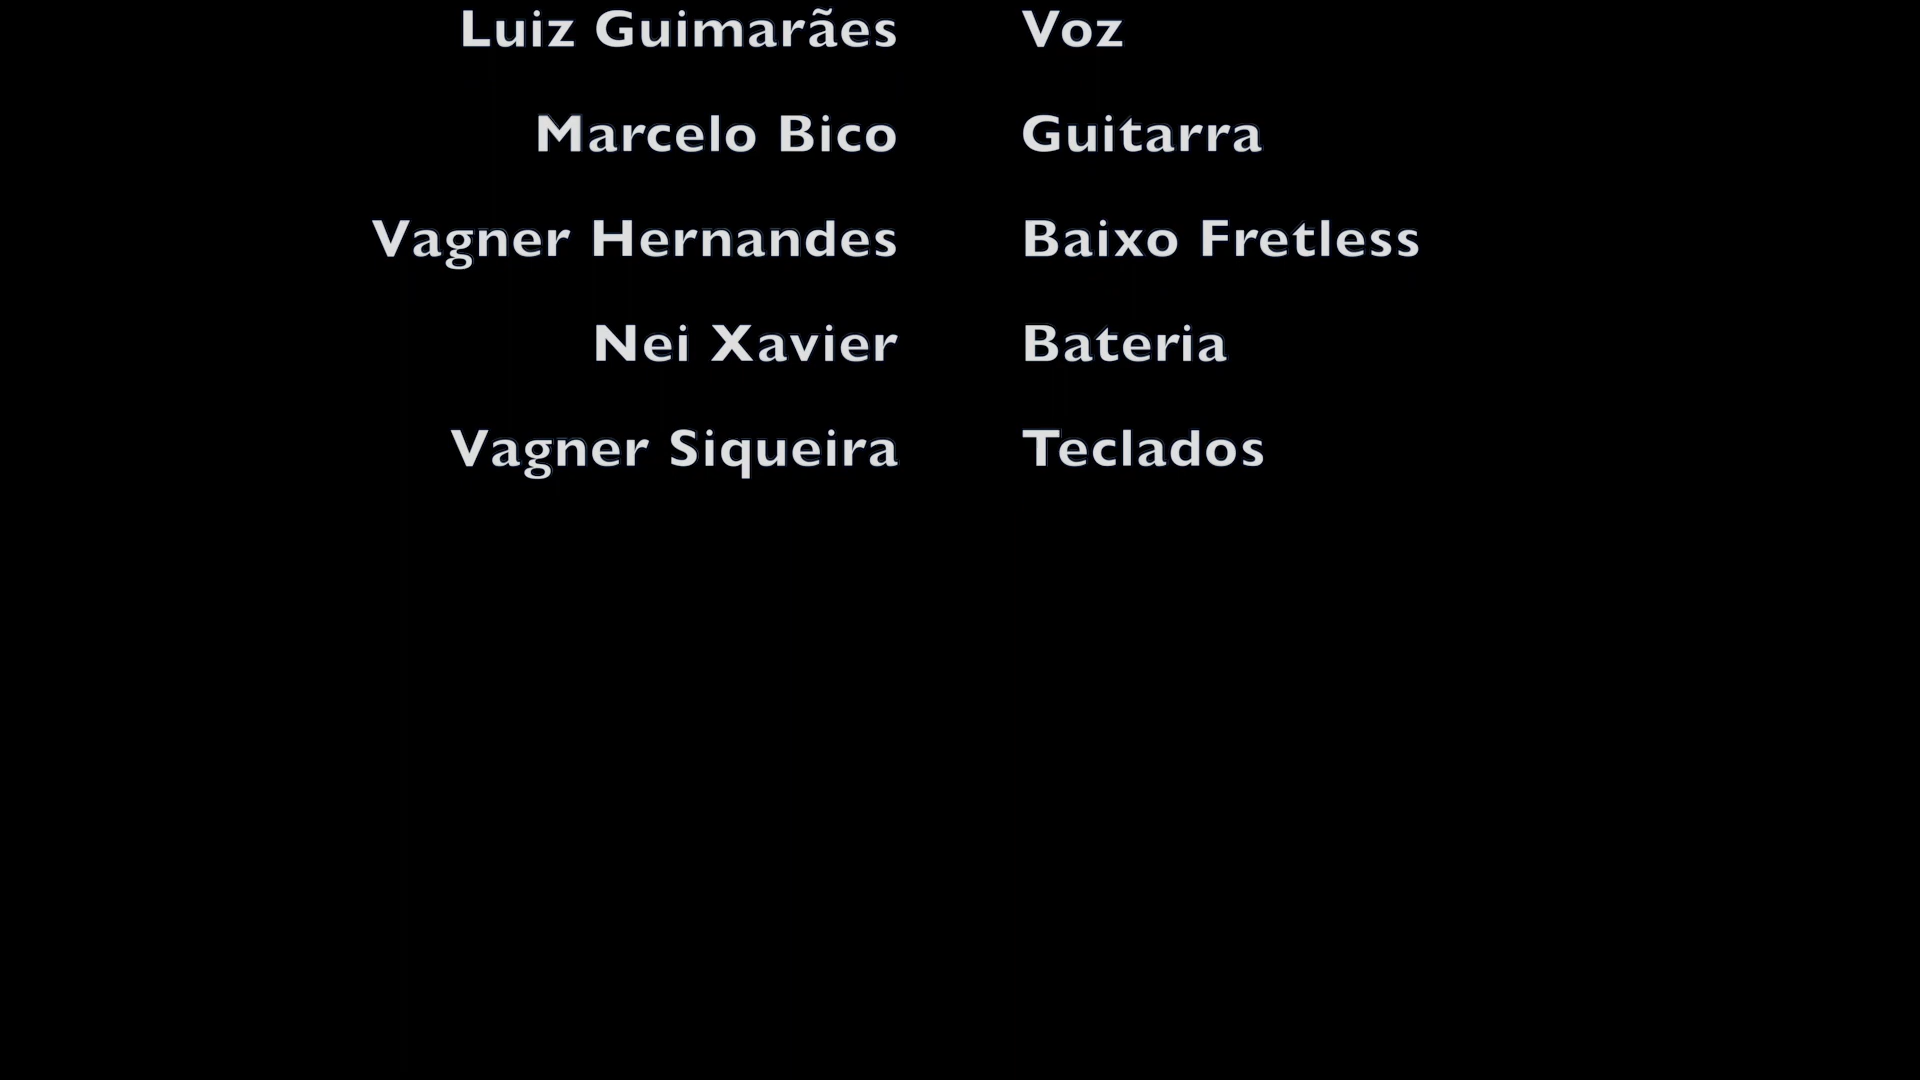 Luiz Guimarães Voz
Marcelo Bico Guitarra
Vagner Hernandes Baixo Fretless
Nei Xavier Bateria
Vagner Siqueira Teclados